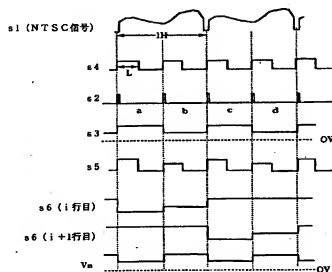 s1 (NTSC信号)
1H
s4
L
s2
a b c d
s3
OV
s5
s6 (i行目)
s6 (i+1行目)
Vm
OV